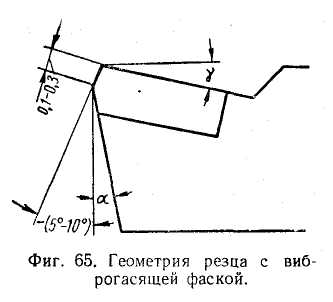 γ
0,1-0,3
α
-(5°-10°)
Фиг. 65. Геометрия резца с виб-
рогасящей фаской.